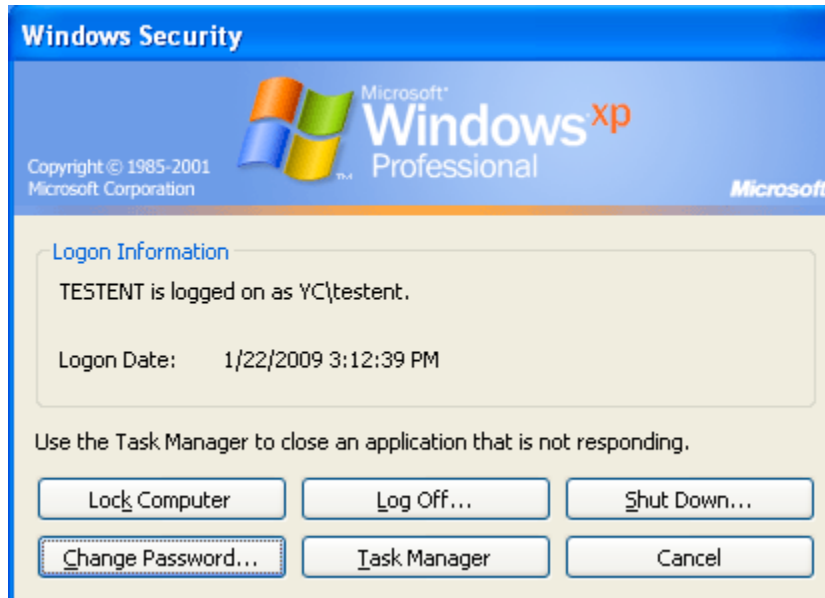 Windows Security
Microsoft®
Windows xp
Professional
Copyright © 1985-2001
Microsoft Corporation
Microsoft
Logon Information
TESTENT is logged on as YC\testent.
Logon Date: 1/22/2009 3:12:39 PM
Use the Task Manager to close an application that is not responding.
Lock Computer Log Off... Shut Down...
Change Password... Task Manager Cancel